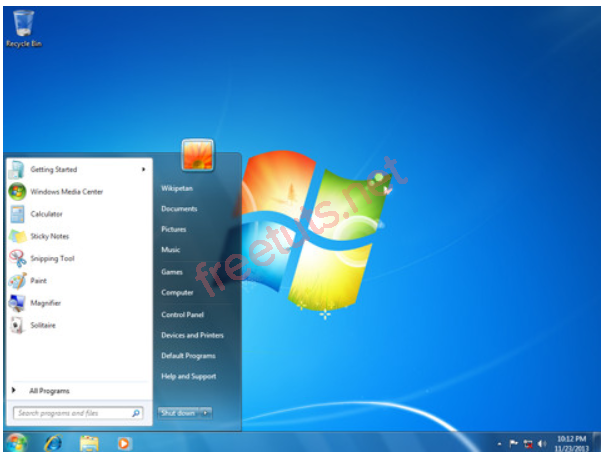 Recycle Bin
Getting Started
Windows Media Center
Calculator
Sticky Notes
Snipping Tool
Paint
Magnifier
Solitaire
All Programs
Search programs and files
Wikipetan
Documents
Pictures
Music
Games
Computer
Control Panel
Devices and Printers
Default Programs
Help and Support
Shut down
freetuts.net
10:12 PM
11/23/2013